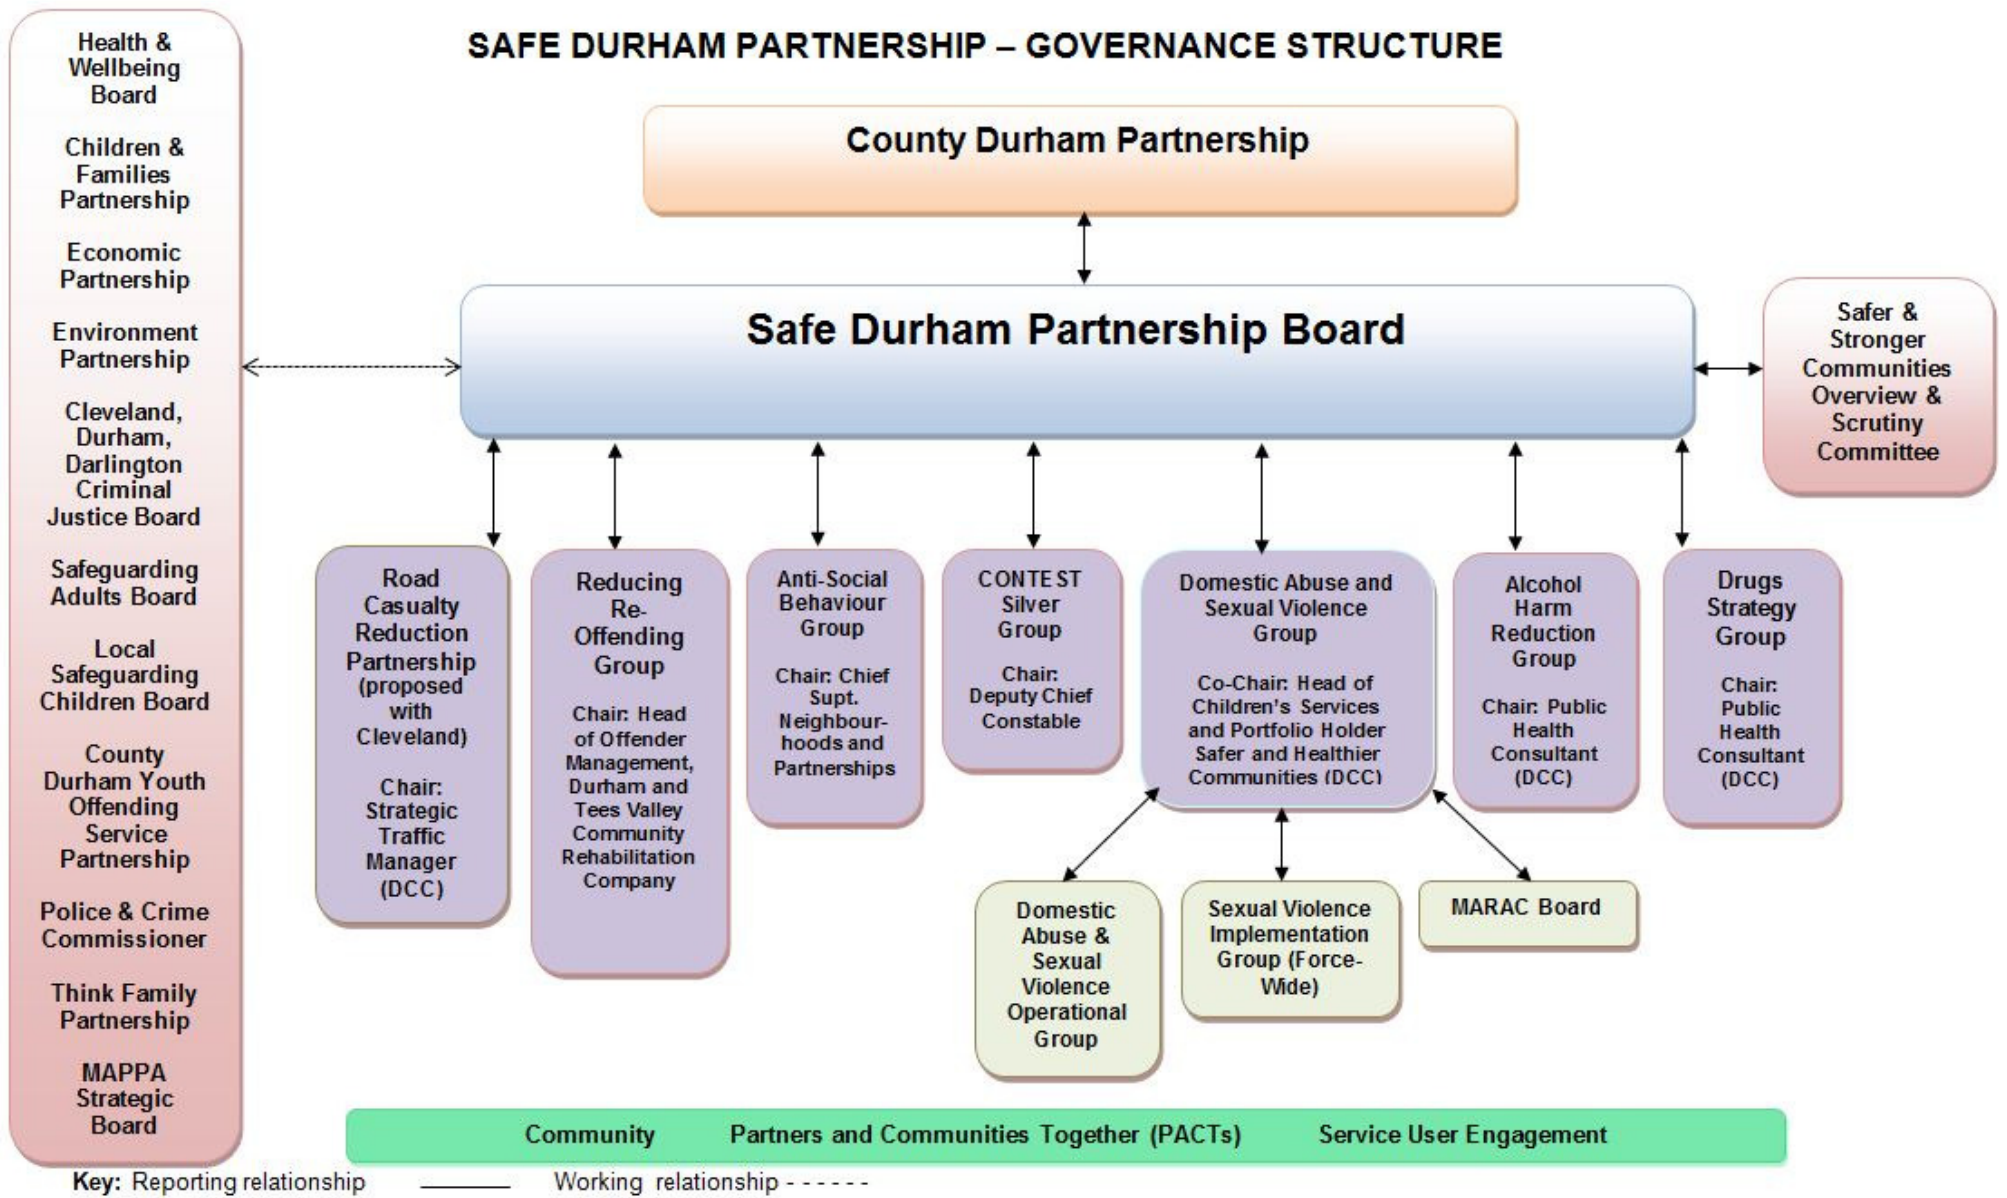 SAFE DURHAM PARTNERSHIP – GOVERNANCE STRUCTURE
Health &
Wellbeing
Board
Children &
Families
Partnership
Economic
Partnership
Environment
Partnership
Cleveland,
Durham,
Darlington
Criminal
Justice Board
Safeguarding
Adults Board
Local
Safeguarding
Children Board
County
Durham Youth
Offending
Service
Partnership
Police & Crime
Commissioner
Think Family
Partnership
MAPPA
Strategic
Board
County Durham Partnership
Safe Durham Partnership Board
Safer &
Stronger
Communities
Overview &
Scrutiny
Committee
Road
Casualty
Reduction
Partnership
(proposed
with
Cleveland)
Chair:
Strategic
Traffic
Manager
(DCC)
Reducing
Re-
Offending
Group
Chair: Head
of Offender
Management,
Durham and
Tees Valley
Community
Rehabilitation
Company
Anti-Social
Behaviour
Group
Chair: Chief
Supt.
Neighbour-
hoods and
Partnerships
CONTEST
Silver
Group
Chair:
Deputy Chief
Constable
Domestic Abuse and
Sexual Violence
Group
Co-Chair: Head of
Children's Services
and Portfolio Holder
Safer and Healthier
Communities (DCC)
Alcohol
Harm
Reduction
Group
Chair: Public
Health
Consultant
(DCC)
Drugs
Strategy
Group
Chair:
Public
Health
Consultant
(DCC)
Domestic
Abuse &
Sexual
Violence
Operational
Group
Sexual Violence
Implementation
Group (Force-
Wide)
MARAC Board
Community Partners and Communities Together (PACTs) Service User Engagement
Key: Reporting relationship Working relationship